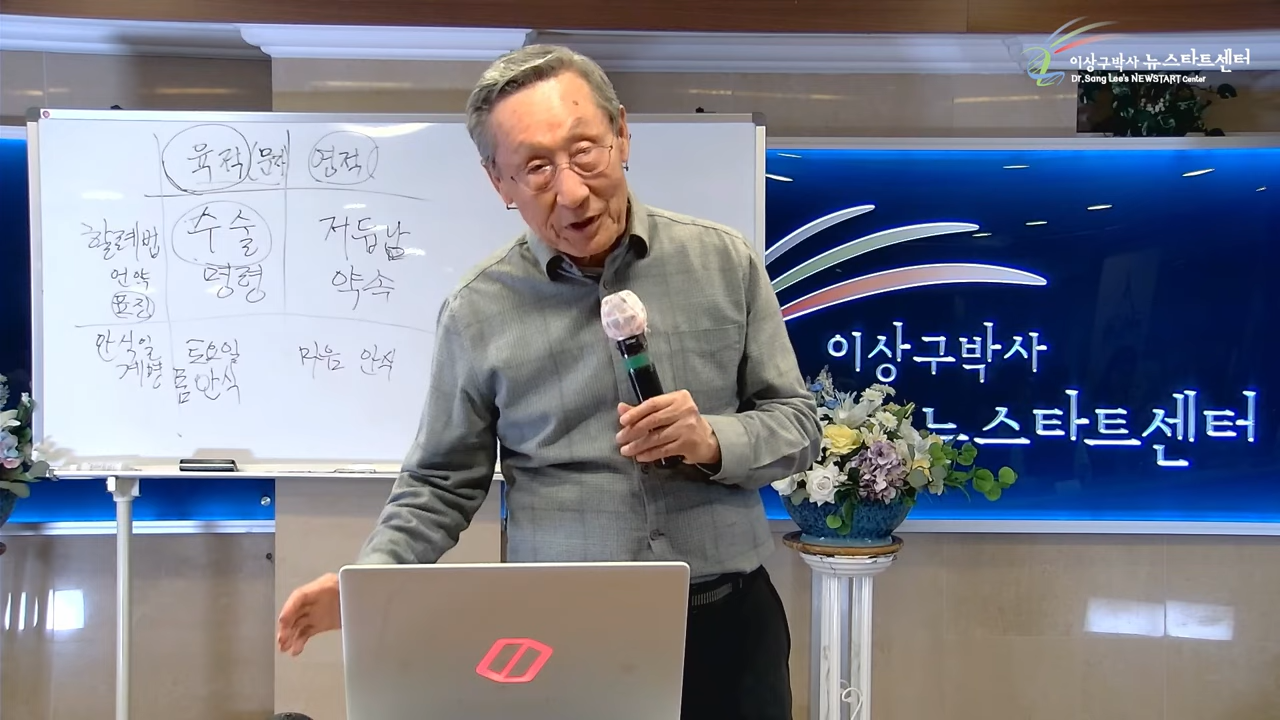 이상구박사 뉴스타트센터
Dr. Sang Lee's NEWSTART Center
육적(문자) 영적
할례법 수술 저듭남
언약 명령 약속
표징
안식일 토요일 마음 안식
계명 몸 안식
이상구박사
뉴스타트센터